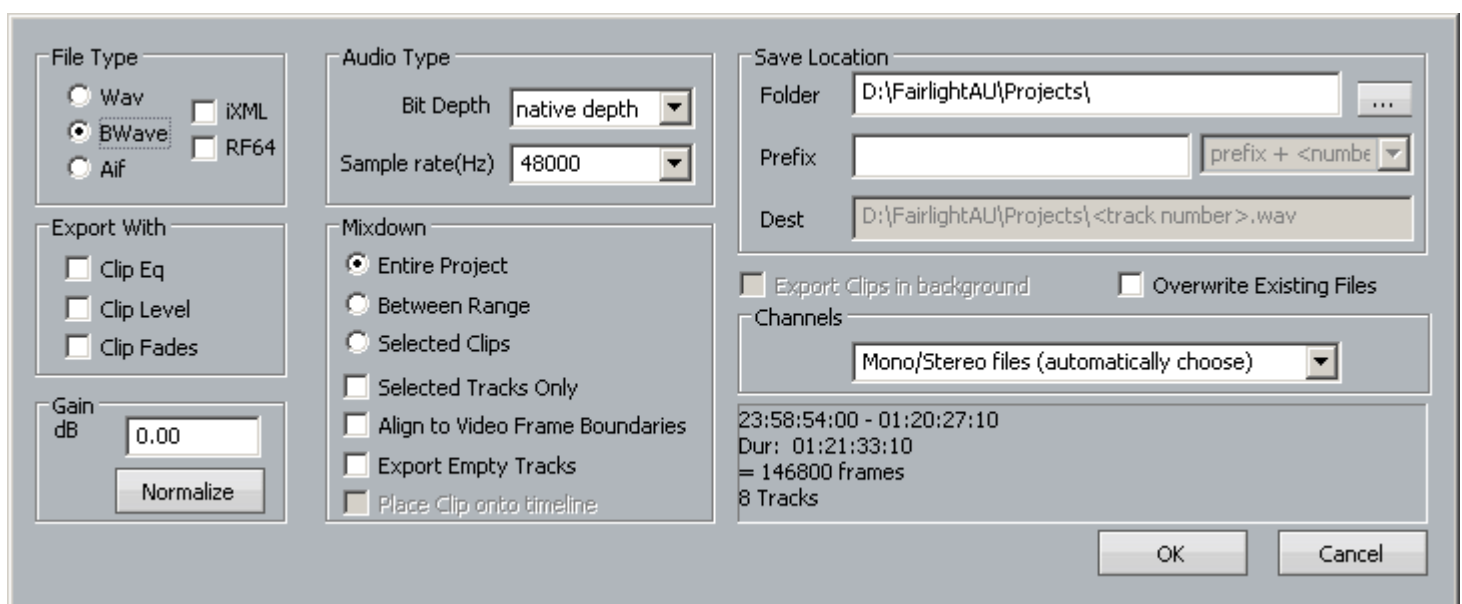 File Type
Wav
BWave
Aif
iXML
RF64
Export With
Clip Eq
Clip Level
Clip Fades
Gain
dB
0.00
Normalize
Audio Type
Bit Depth native depth
Sample rate(Hz) 48000
Mixdown
Entire Project
Between Range
Selected Clips
Selected Tracks Only
Align to Video Frame Boundaries
Export Empty Tracks
Place Clip onto timeline
Save Location
Folder D:\FairlightAU\Projects\ ...
Prefix prefix + <numbe
Dest D:\FairlightAU\Projects\<track number>.wav
Export Clips in background Overwrite Existing Files
Channels
Mono/Stereo files (automatically choose)
23:58:54:00 - 01:20:27:10
Dur: 01:21:33:10
= 146800 frames
8 Tracks
OK Cancel